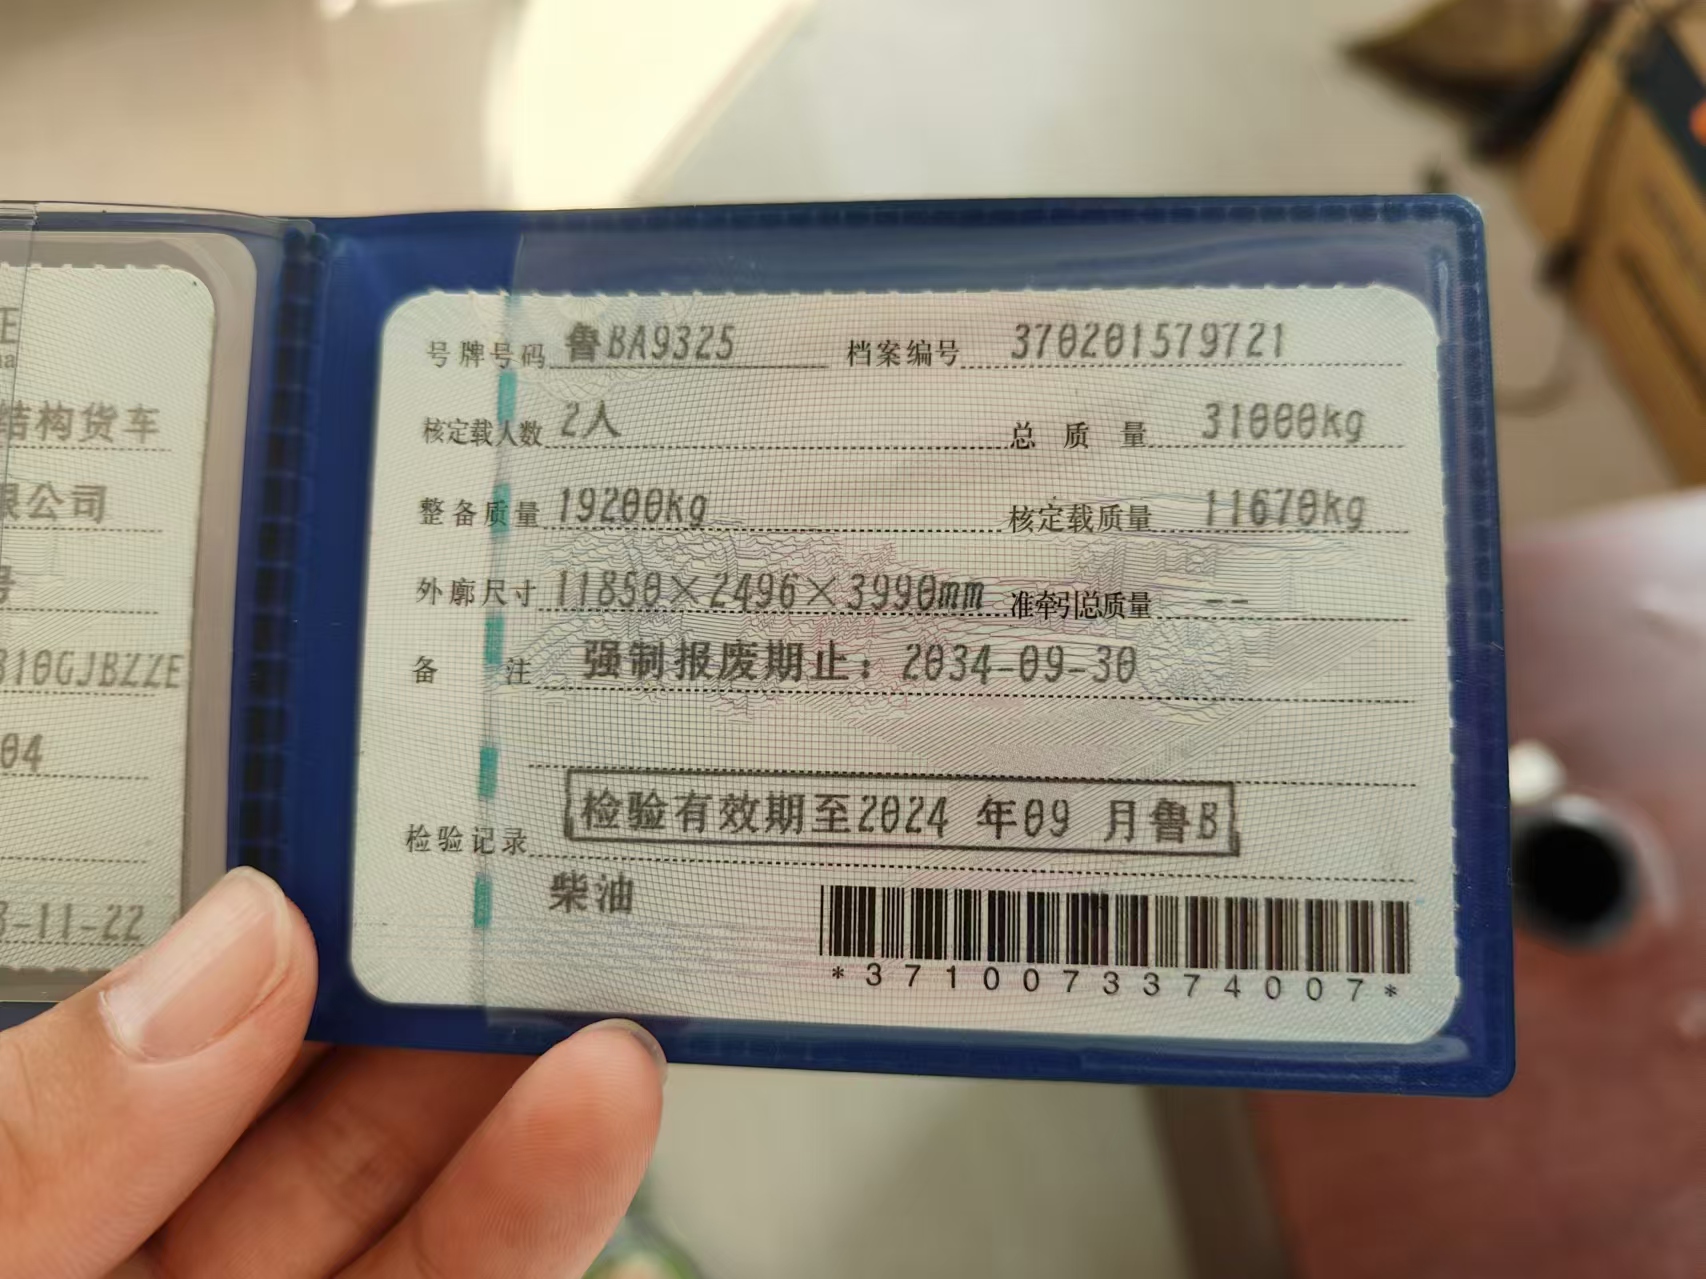 结构货车
限公司
号
B10GJBZZE
04
3-11-22
号牌号码 鲁BA9325 档案编号 370201579721
核定载人数 2人 总质量 31000kg
整备质量 19200kg 核定载质量 11670kg
外廓尺寸 11850×2496×3990mm 准牵引总质量 --
备注 强制报废期止：2034-09-30
检验记录 检验有效期至2024 年09 月鲁B
柴油
*3710073374007*